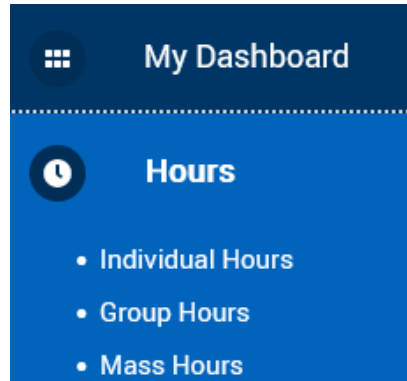 My Dashboard
Hours
• Individual Hours
• Group Hours
• Mass Hours